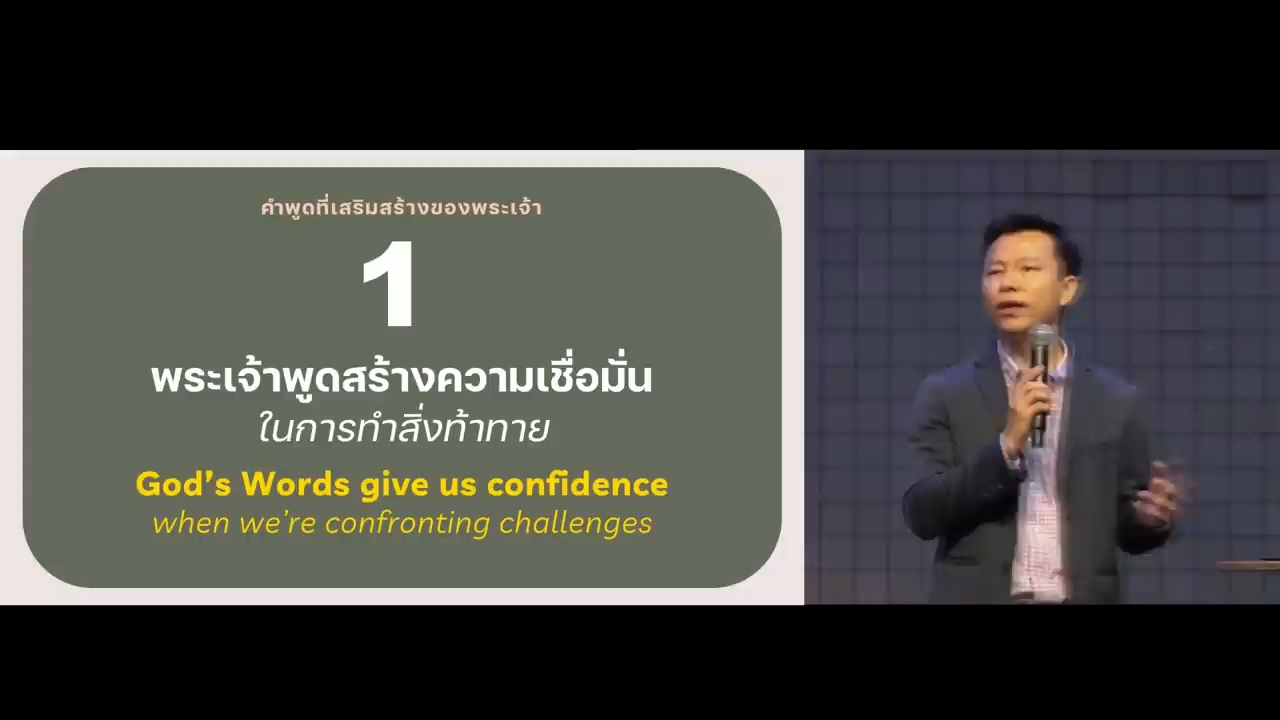 คำพูดที่เสริมสร้างของพระเจ้า
1
พระเจ้าพูดสร้างความเชื่อมั่น
ในการทำสิ่งท้าทาย
God's Words give us confidence
when we're confronting challenges